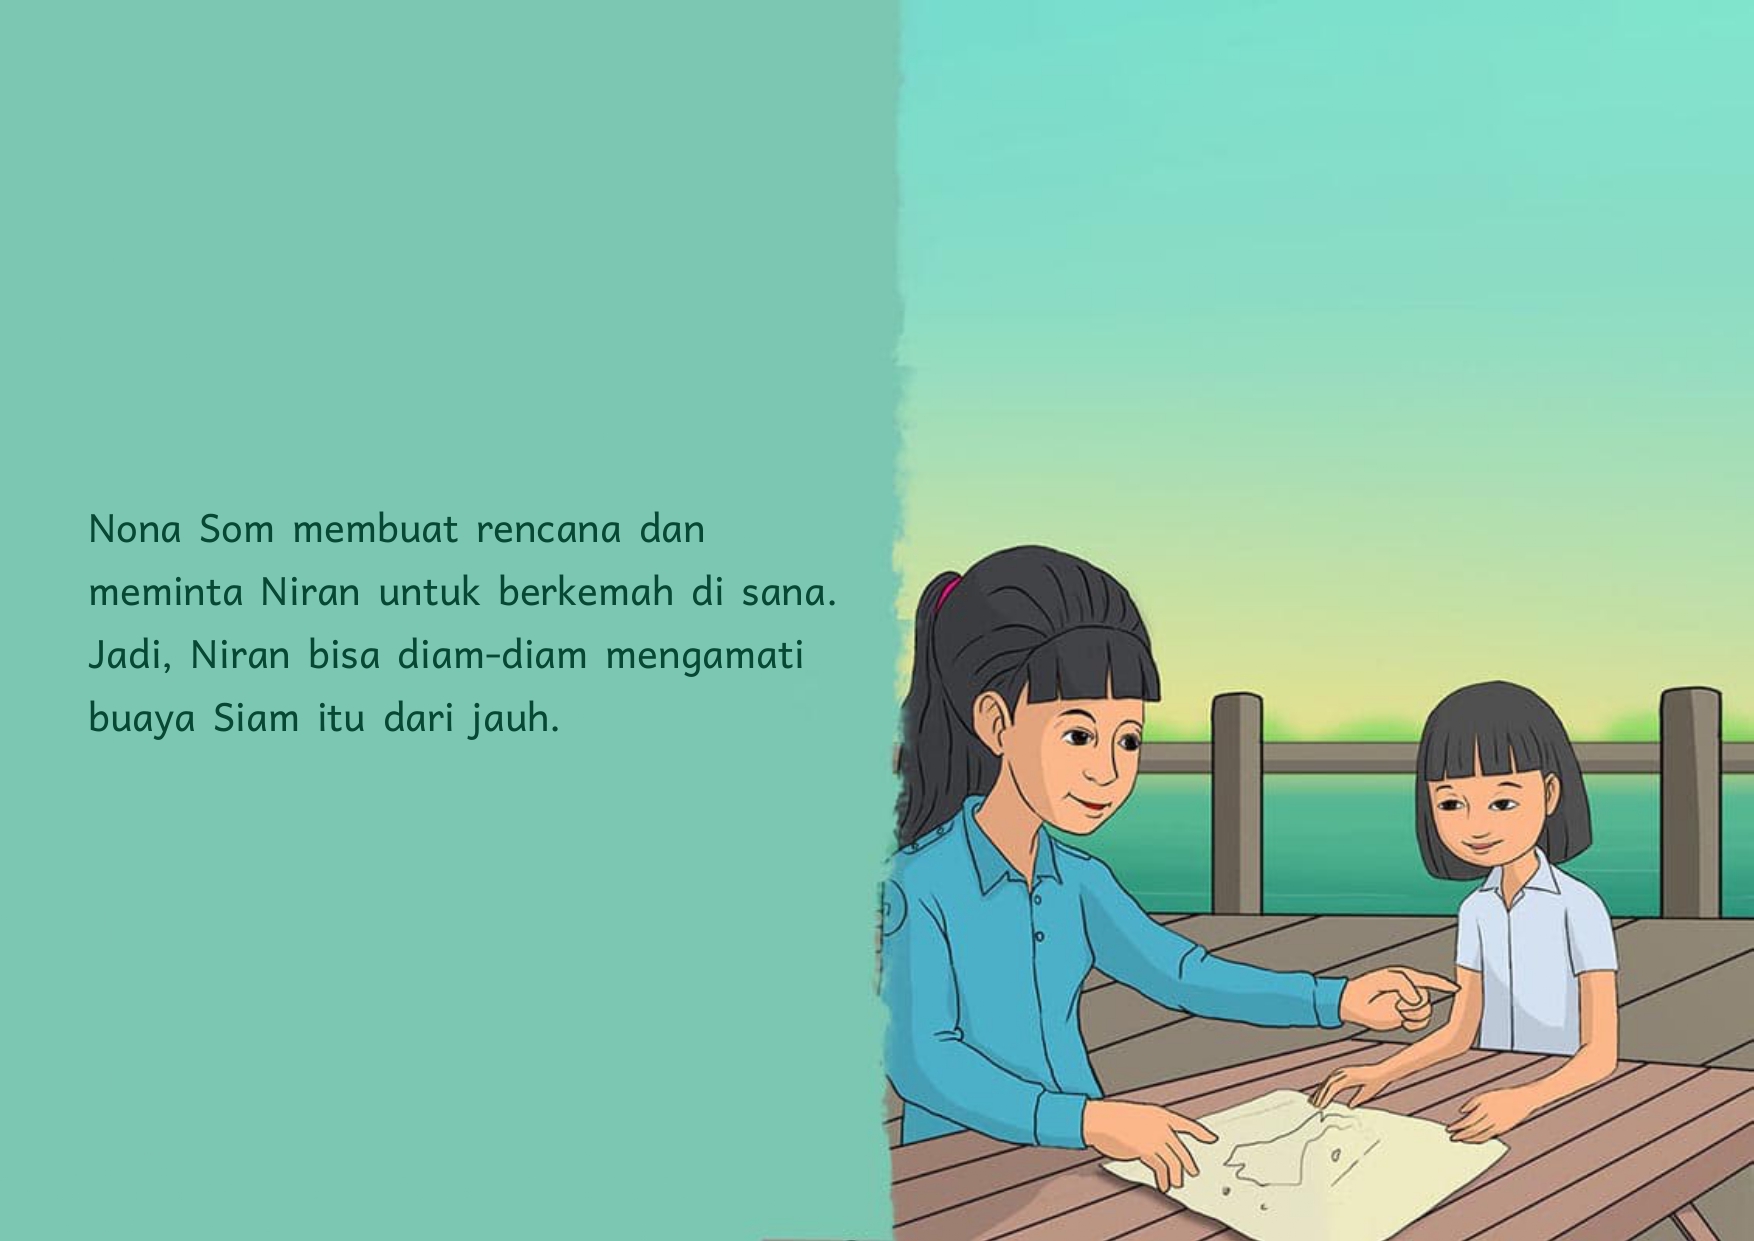 Nona Som membuat rencana dan
meminta Niran untuk berkemah di sana.
Jadi, Niran bisa diam-diam mengamati
buaya Siam itu dari jauh.